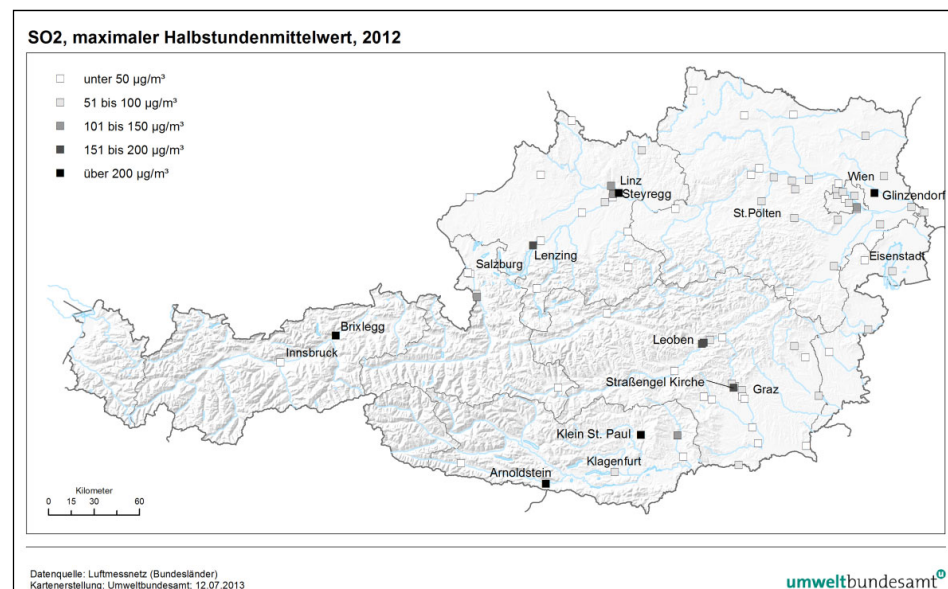 SO2, maximaler Halbstundenmittelwert, 2012
unter 50 µg/m³
51 bis 100 µg/m³
101 bis 150 µg/m³
151 bis 200 µg/m³
über 200 µg/m³
Linz
Steyregg
Wien
Glinzendorf
St.Pölten
Lenzing
Salzburg
Eisenstadt
Brixlegg
Innsbruck
Leoben
Straßengel Kirche
Graz
Klein St. Paul
Klagenfurt
Arnoldstein
Kilometer
0 15 30 60
Datenquelle: Luftmessnetz (Bundesländer)
Kartenerstellung: Umweltbundesamt; 12.07.2013
umweltbundesamt u